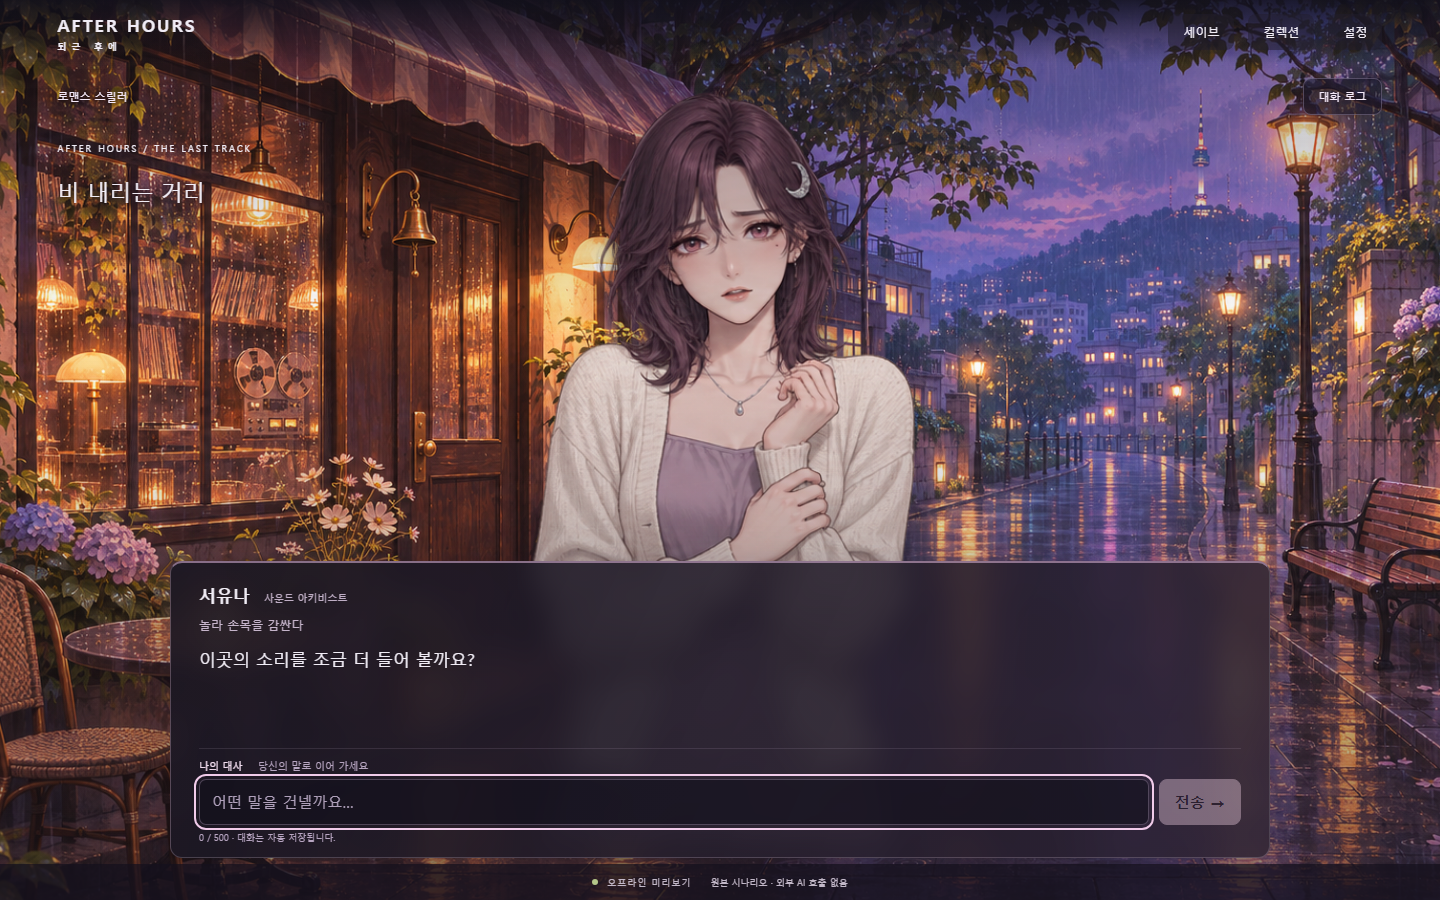 AFTER HOURS
퇴근 후에
세이브 컬렉션 설정
로맨스 스릴러
대화 로그
AFTER HOURS / THE LAST TRACK
비 내리는 거리
서유나 사운드 아키비스트
놀라 손목을 감싼다
이곳의 소리를 조금 더 들어 볼까요?
나의 대사 당신의 말로 이어 가세요
어떤 말을 건넬까요...
전송 →
0 / 500 · 대화는 자동 저장됩니다.
오프라인 미리보기 원본 시나리오 · 외부 AI 호출 없음